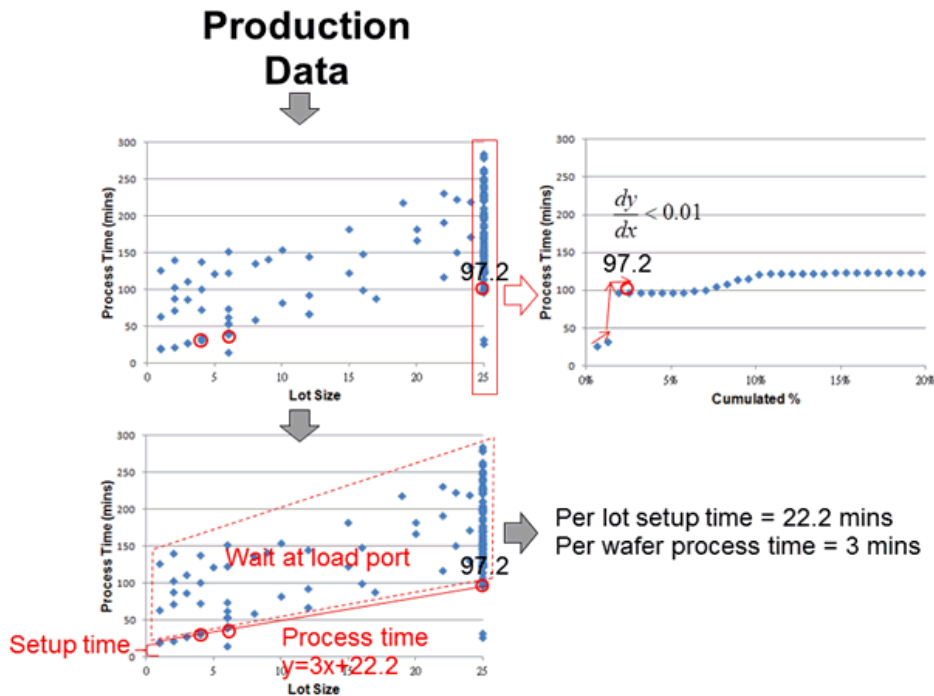 Production
Data
300
250
200
150
100
50
0
Process Time (mins)
97.2
0 5 10 15 20 25
Lot Size
300
250
200
150
100
50
0
Process Time (mins)
dy
dx
< 0.01
97.2
0% 5% 10% 15% 20%
Cumulated %
300
250
200
150
100
50
0
Process Time (mins)
Wait at load port
97.2
Setup time
Process time
y=3x+22.2
0 5 10 15 20 25
Lot Size
Per lot setup time = 22.2 mins
Per wafer process time = 3 mins